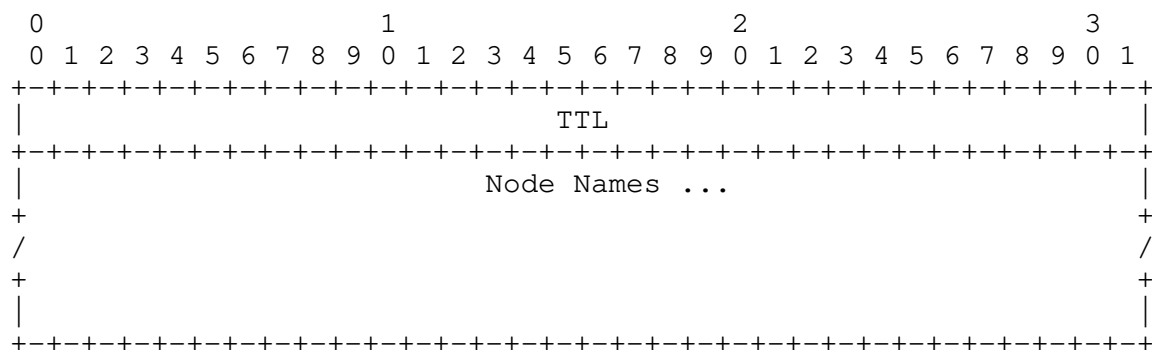 0                   1                   2                   3
 0 1 2 3 4 5 6 7 8 9 0 1 2 3 4 5 6 7 8 9 0 1 2 3 4 5 6 7 8 9 0 1
+-+-+-+-+-+-+-+-+-+-+-+-+-+-+-+-+-+-+-+-+-+-+-+-+-+-+-+-+-+-+-+-+
|                              TTL                              |
+-+-+-+-+-+-+-+-+-+-+-+-+-+-+-+-+-+-+-+-+-+-+-+-+-+-+-+-+-+-+-+-+
|                          Node Names ...                       |
+                                                               +
/                                                               /
+                                                               +
|                                                               |
+-+-+-+-+-+-+-+-+-+-+-+-+-+-+-+-+-+-+-+-+-+-+-+-+-+-+-+-+-+-+-+-+